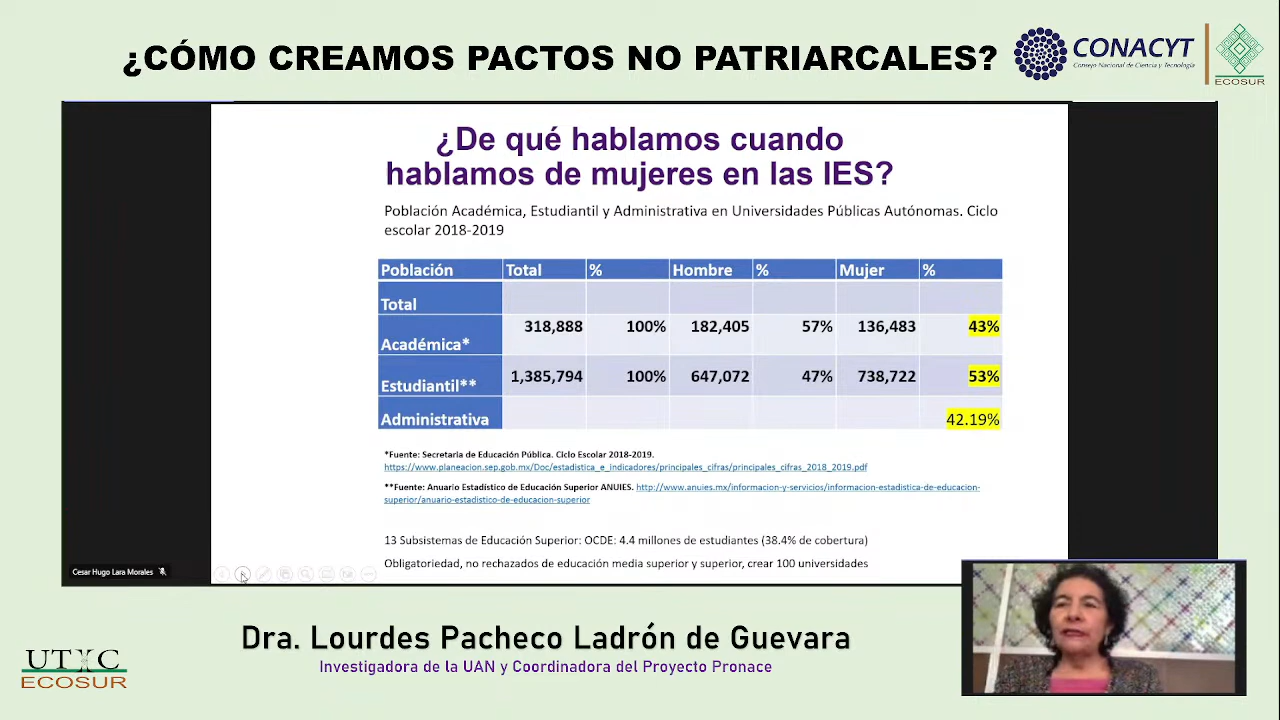 ¿CÓMO CREAMOS PACTOS NO PATRIARCALES?
CONACYT
Consejo Nacional de Ciencia y Tecnología
ECOSUR
¿De qué hablamos cuando
hablamos de mujeres en las IES?
Población Académica, Estudiantil y Administrativa en Universidades Públicas Autónomas. Ciclo
escolar 2018-2019
Población Total % Hombre % Mujer %
Total
Académica* 318,888 100% 182,405 57% 136,483 43%
Estudiantil** 1,385,794 100% 647,072 47% 738,722 53%
Administrativa 42.19%
*Fuente: Secretaria de Educación Pública. Ciclo Escolar 2018-2019.
https://www.planeacion.sep.gob.mx/Doc/estadistica_e_indicadores/principales_cifras/principales_cifras_2018_2019.pdf
**Fuente: Anuario Estadístico de Educación Superior ANUIES. http://www.anuies.mx/informacion-y-servicios/informacion-estadistica-de-educacion-
superior/anuario-estadistico-de-educacion-superior
13 Subsistemas de Educación Superior: OCDE: 4.4 millones de estudiantes (38.4% de cobertura)
Obligatoriedad, no rechazados de educación media superior y superior, crear 100 universidades
Cesar Hugo Lara Morales
Dra. Lourdes Pacheco Ladrón de Guevara
Investigadora de la UAN y Coordinadora del Proyecto Pronace
UTYC
ECOSUR